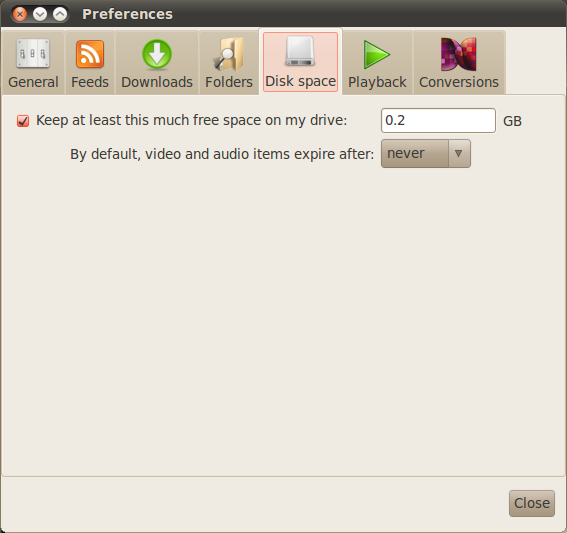 Preferences
General Feeds Downloads Folders Disk space Playback Conversions
Keep at least this much free space on my drive: 0.2 GB
By default, video and audio items expire after: never
Close